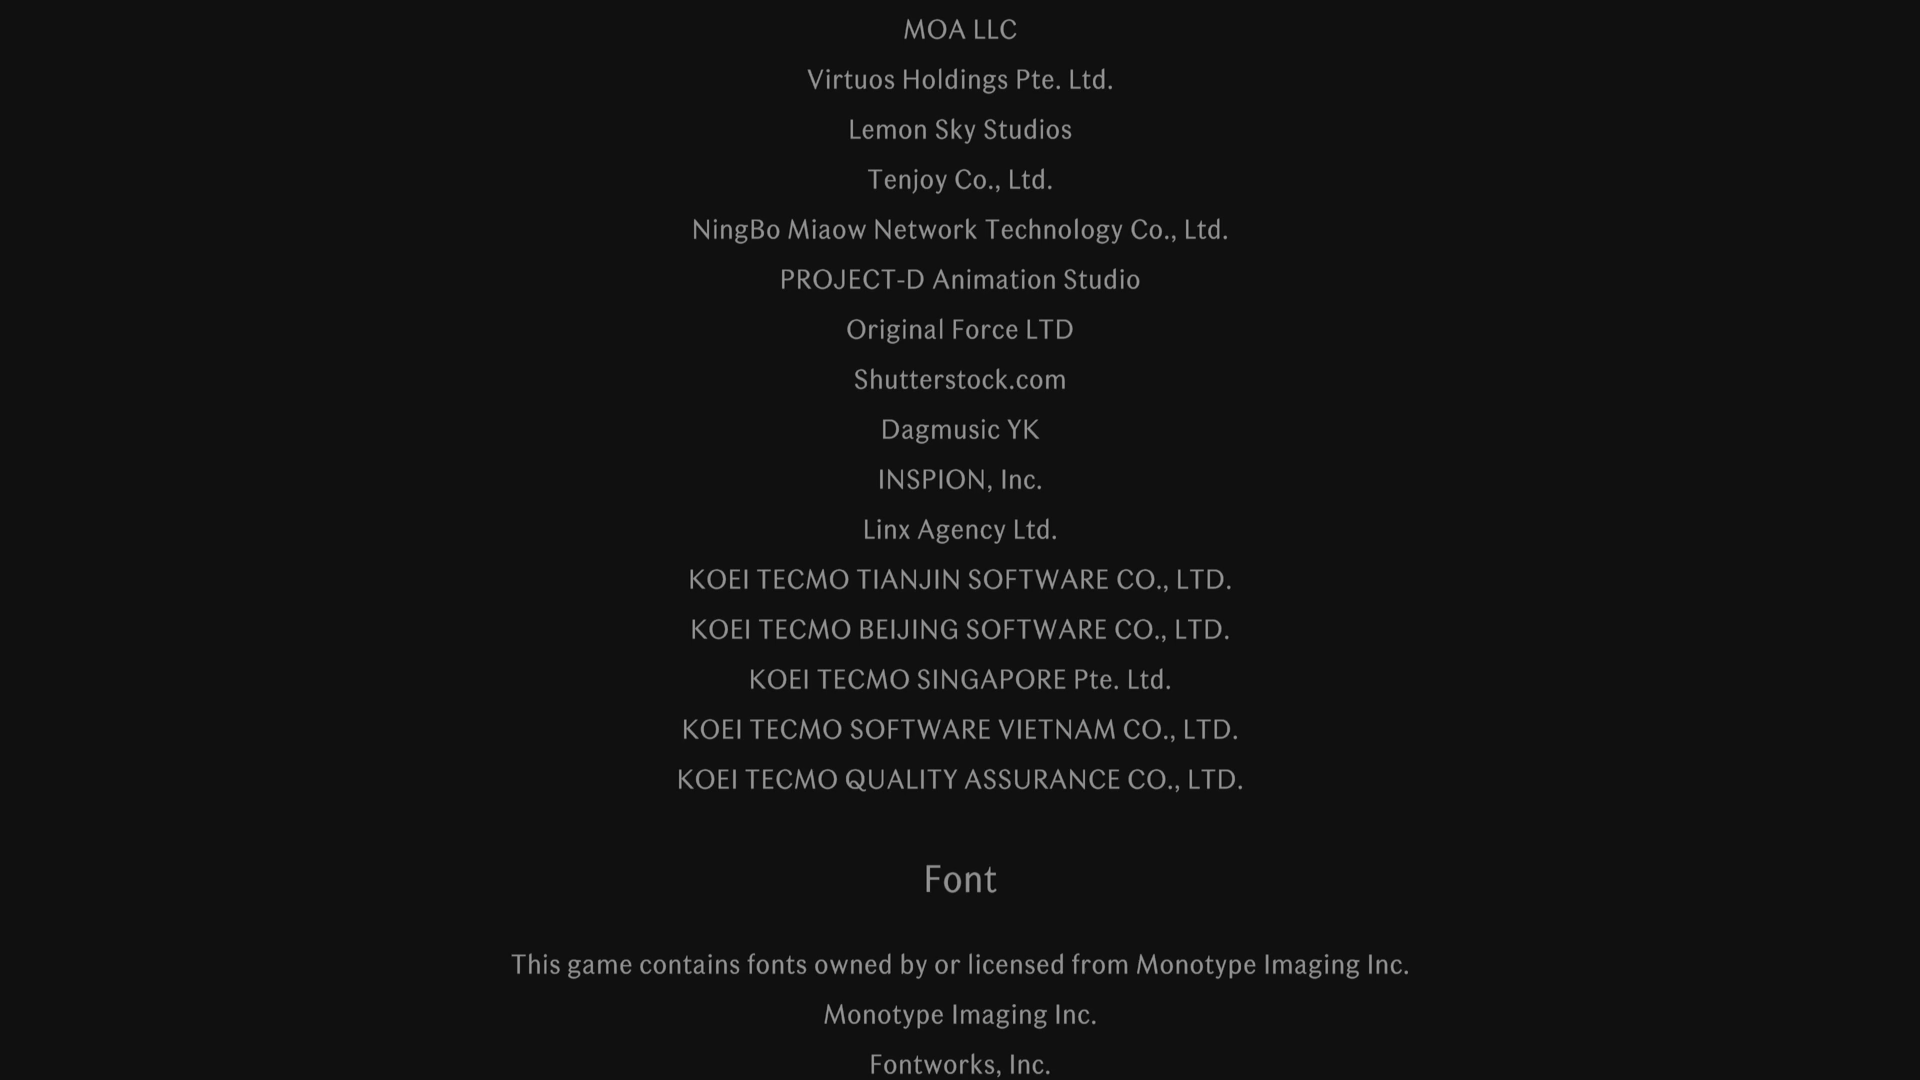 MOA LLC
Virtuos Holdings Pte. Ltd.
Lemon Sky Studios
Tenjoy Co., Ltd.
NingBo Miaow Network Technology Co., Ltd.
PROJECT-D Animation Studio
Original Force LTD
Shutterstock.com
Dagmusic YK
INSPION, Inc.
Linx Agency Ltd.
KOEI TECMO TIANJIN SOFTWARE CO., LTD.
KOEI TECMO BEIJING SOFTWARE CO., LTD.
KOEI TECMO SINGAPORE Pte. Ltd.
KOEI TECMO SOFTWARE VIETNAM CO., LTD.
KOEI TECMO QUALITY ASSURANCE CO., LTD.
Font
This game contains fonts owned by or licensed from Monotype Imaging Inc.
Monotype Imaging Inc.
Fontworks, Inc.